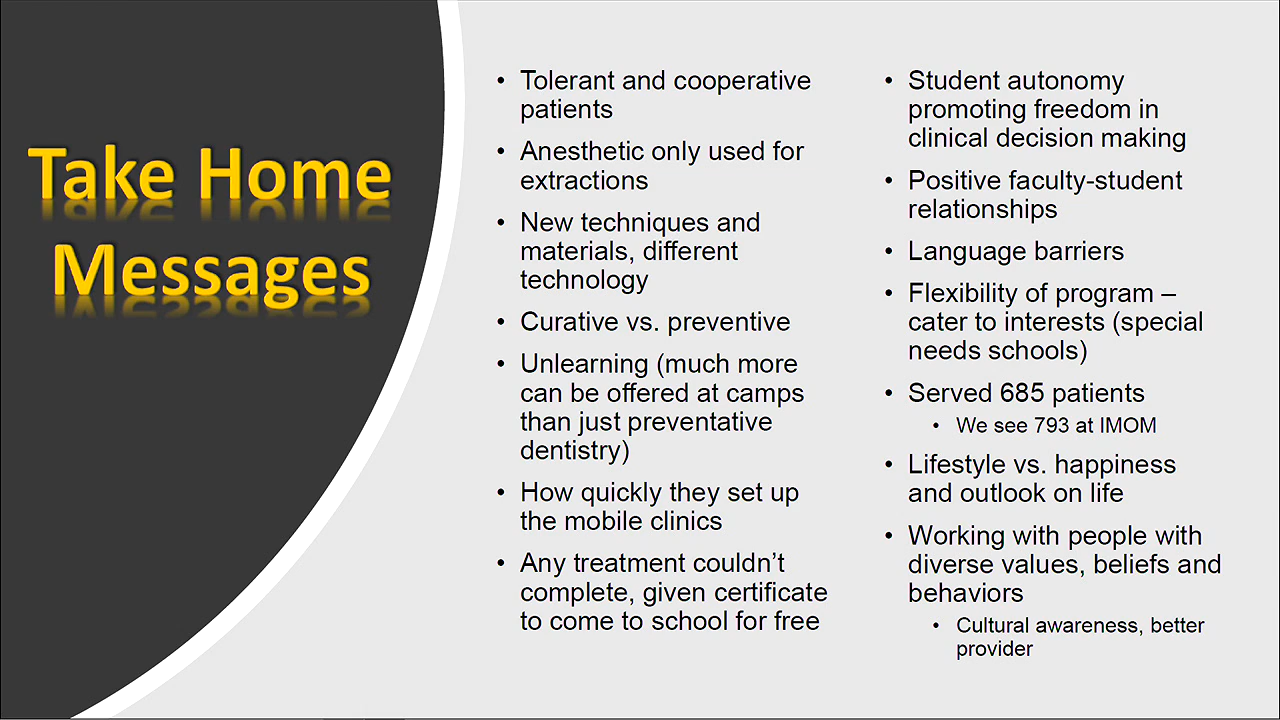 Take Home
Messages
• Tolerant and cooperative
patients
• Anesthetic only used for
extractions
• New techniques and
materials, different
technology
• Curative vs. preventive
• Unlearning (much more
can be offered at camps
than just preventative
dentistry)
• How quickly they set up
the mobile clinics
• Any treatment couldn’t
complete, given certificate
to come to school for free
• Student autonomy
promoting freedom in
clinical decision making
• Positive faculty-student
relationships
• Language barriers
• Flexibility of program –
cater to interests (special
needs schools)
• Served 685 patients
• We see 793 at IMOM
• Lifestyle vs. happiness
and outlook on life
• Working with people with
diverse values, beliefs and
behaviors
• Cultural awareness, better
provider